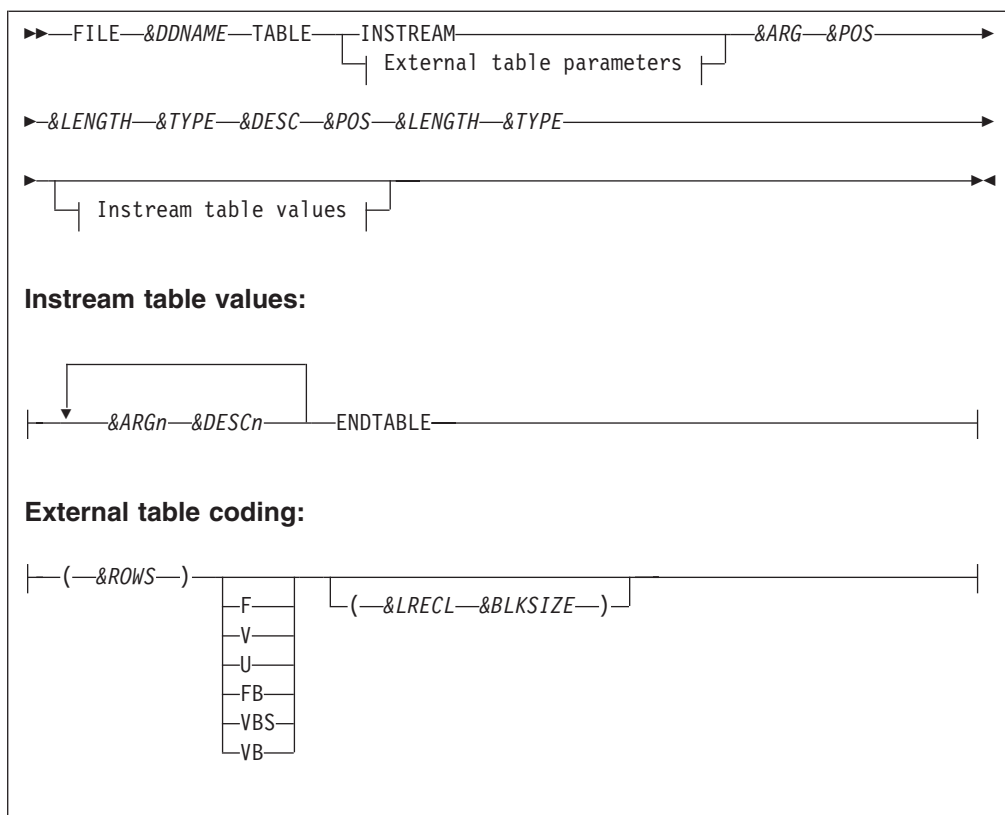 FILE &DDNAME TABLE INSTREAM &ARG &POS
External table parameters
&LENGTH &TYPE &DESC &POS &LENGTH &TYPE
Instream table values
Instream table values:
&ARGn &DESCn ENDTABLE
External table coding:
( &ROWS )
F ( &LRECL &BLKSIZE )
V
U
FB
VBS
VB